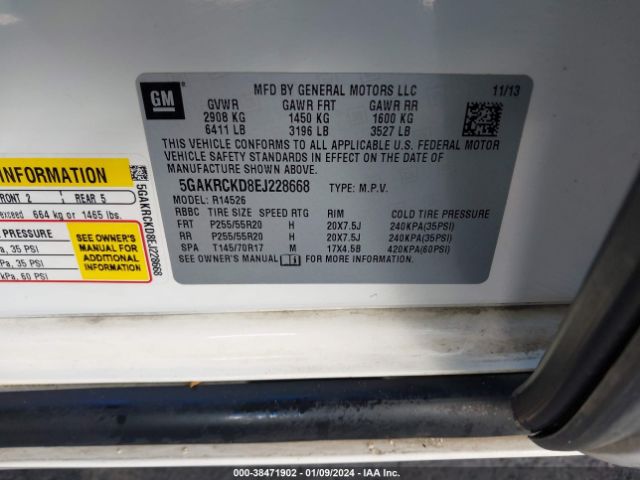 GM
MFD BY GENERAL MOTORS LLC 11/13
GVWR GAWR FRT GAWR RR
2908 KG 1450 KG 1600 KG
6411 LB 3196 LB 3527 LB
THIS VEHICLE CONFORMS TO ALL APPLICABLE U.S. FEDERAL MOTOR
VEHICLE SAFETY STANDARDS IN EFFECT ON THE DATE OF
MANUFACTURE SHOWN ABOVE.
5GAKRCKD8EJ228668 TYPE: M.P.V.
MODEL: R14526
RBBC TIRE SIZE SPEED RTG RIM COLD TIRE PRESSURE
FRT P255/55R20 H 20X7.5J 240KPA(35PSI)
RR P255/55R20 H 20X7.5J 240KPA(35PSI)
SPA T145/70R17 M 17X4.5B 420KPA(60PSI)
SEE OWNER'S MANUAL FOR MORE INFORMATION.
INFORMATION
FRONT 2 REAR 5
exceed 664 kg or 1465 lbs.
PRESSURE
a, 35 PSI
Pa, 35 PSI
kPa, 60 PSI
SEE OWNER'S
MANUAL FOR
ADDITIONAL
INFORMATION
5GAKRCKD8EJ228668
000-38471902 - 01/09/2024 - IAA Inc.